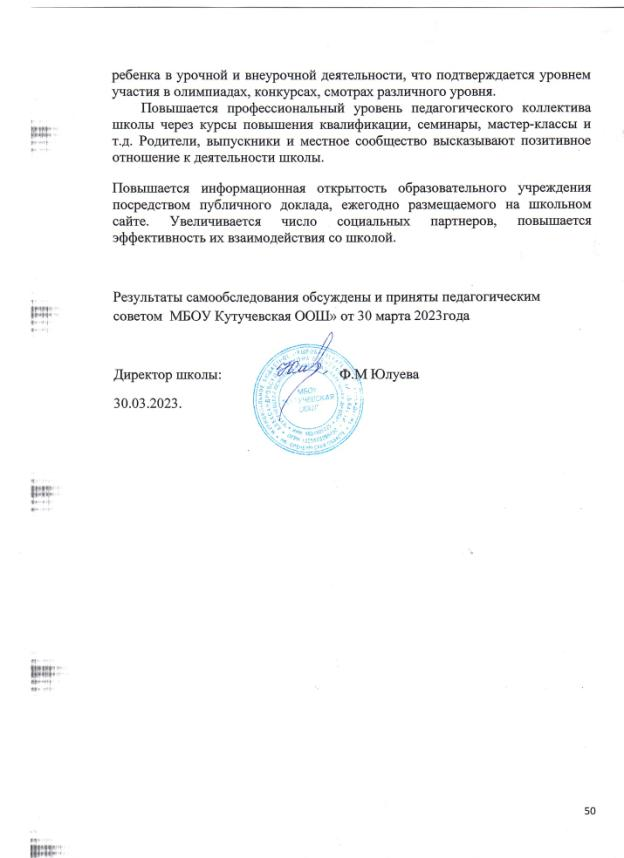 ребенка в урочной и внеурочной деятельности, что подтверждается уровнем
участия в олимпиадах, конкурсах, смотрах различного уровня.
Повышается профессиональный уровень педагогического коллектива
школы через курсы повышения квалификации, семинары, мастер-классы и
т.д. Родители, выпускники и местное сообщество высказывают позитивное
отношение к деятельности школы.
Повышается информационная открытость образовательного учреждения
посредством публичного доклада, ежегодно размещаемого на школьном
сайте. Увеличивается число социальных партнеров, повышается
эффективность их взаимодействия со школой.
Результаты самообследования обсуждены и приняты педагогическим
советом МБОУ Кутучевская ООШ» от 30 марта 2023года
Директор школы: Ф.М Юлуева
МБОУ
ООШ"
30.03.2023.
50